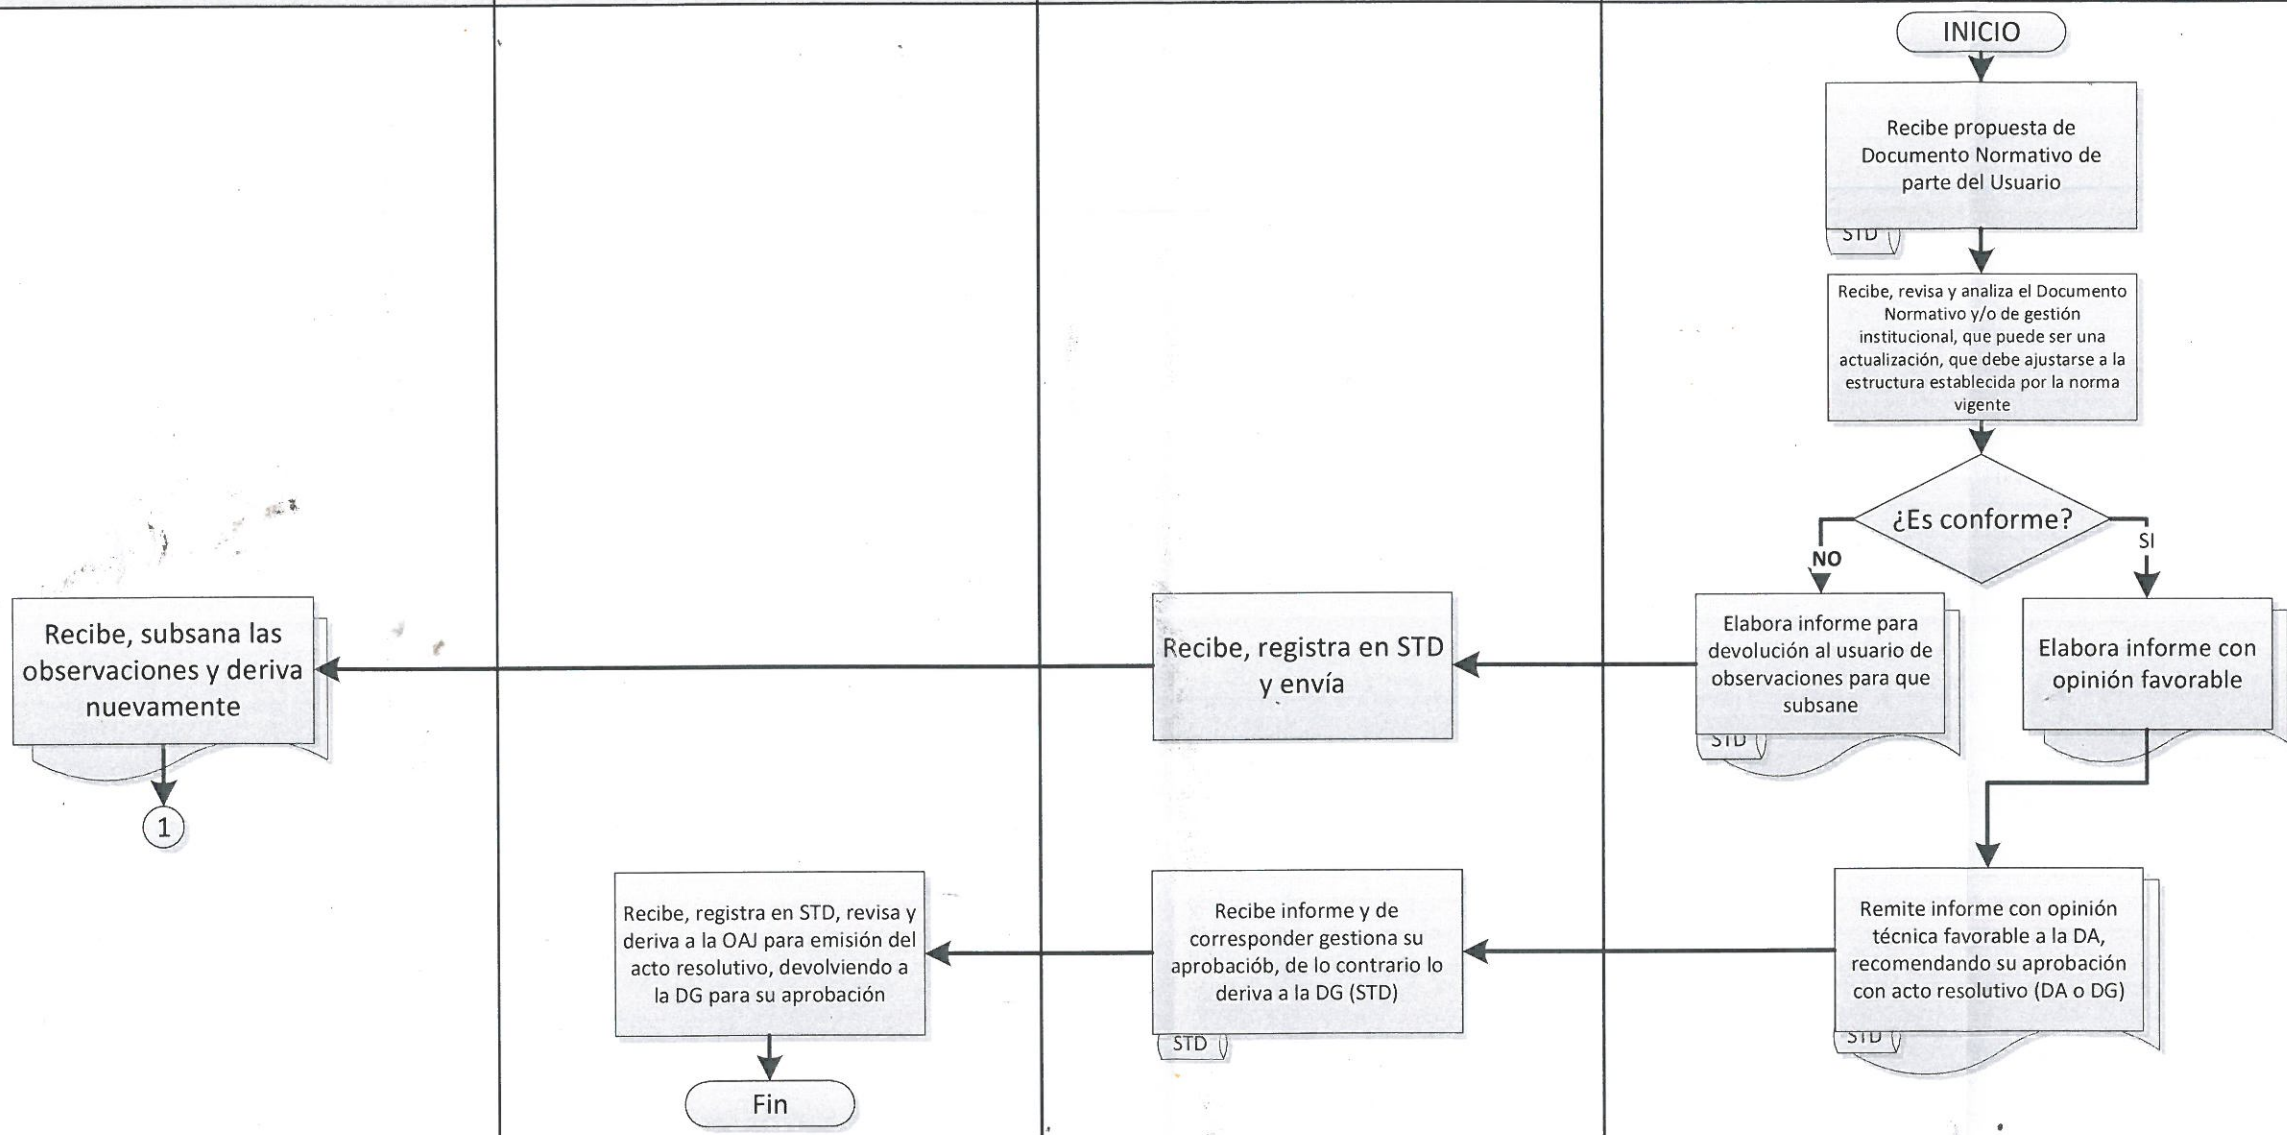 INICIO
Recibe propuesta de
Documento Normativo de
parte del Usuario
STD
Recibe, revisa y analiza el Documento
Normativo y/o de gestión
institucional, que puede ser una
actualización, que debe ajustarse a la
estructura establecida por la norma
vigente
¿Es conforme?
NO
SI
Recibe, subsana las
observaciones y deriva
nuevamente
1
Recibe, registra en STD
y envía
Elabora informe para
devolución al usuario de
observaciones para que
subsane
STD
Elabora informe con
opinión favorable
Recibe, registra en STD, revisa y
deriva a la OAJ para emisión del
acto resolutivo, devolviendo a
la DG para su aprobación
Fin
Recibe informe y de
corresponder gestiona su
aprobaciób, de lo contrario lo
deriva a la DG (STD)
STD
Remite informe con opinión
técnica favorable a la DA,
recomendando su aprobación
con acto resolutivo (DA o DG)
STD